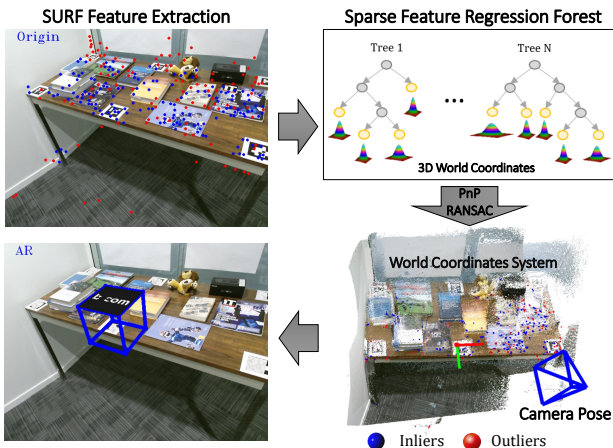 SURF Feature Extraction
Sparse Feature Regression Forest
Origin
Tree 1
Tree N
...
3D World Coordinates
PnP
RANSAC
AR
World Coordinates System
Camera Pose
Inliers
Outliers